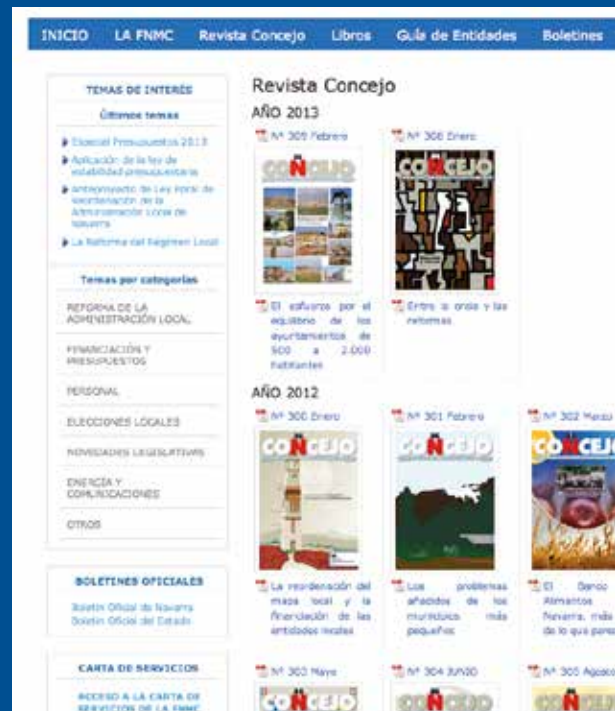 INICIO LA FNMC Revista Concejo Libros Guía de Entidades Boletines
TEMAS DE INTERÉS
Últimos temas
Especial Presupuestos 2013
Aplicación de la ley de
estabilidad presupuestaria
Anteproyecto de Ley Foral de
reordenación de la
Administración Local de
Navarra
La Reforma del Régimen Local
Temas por categorías
REFORMA DE LA
ADMINISTRACIÓN LOCAL
FINANCIACIÓN Y
PRESUPUESTOS
PERSONAL
ELECCIONES LOCALES
NOVEDADES LEGISLATIVAS
ENERGÍA Y
COMUNICACIONES
OTROS
BOLETINES OFICIALES
Boletín Oficial de Navarra
Boletín Oficial del Estado
CARTA DE SERVICIOS
ACCESO A LA CARTA DE
SERVICIOS DE LA FNMC
Revista Concejo
AÑO 2013
Nº 309 Febrero
CONCEJO
El esfuerzo por el
equilibrio de los
ayuntamientos de
500 a 2.000
habitantes
Nº 308 Enero
CONCEJO
Entre la crisis y las
reformas
AÑO 2012
Nº 300 Enero
CONCEJO
La reordenación del
mapa local y la
financiación de las
entidades locales
Nº 301 Febrero
CONCEJO
Los problemas
añadidos de los
municipios más
pequeños
Nº 302 Marzo
CONCEJO
El Banco
Alimentos
Navarra, más
de lo que pare
Nº 303 Mayo
CONCEJO
Nº 304 JUNIO
CONCEJO
Nº 305 Agosto
CONCEJO